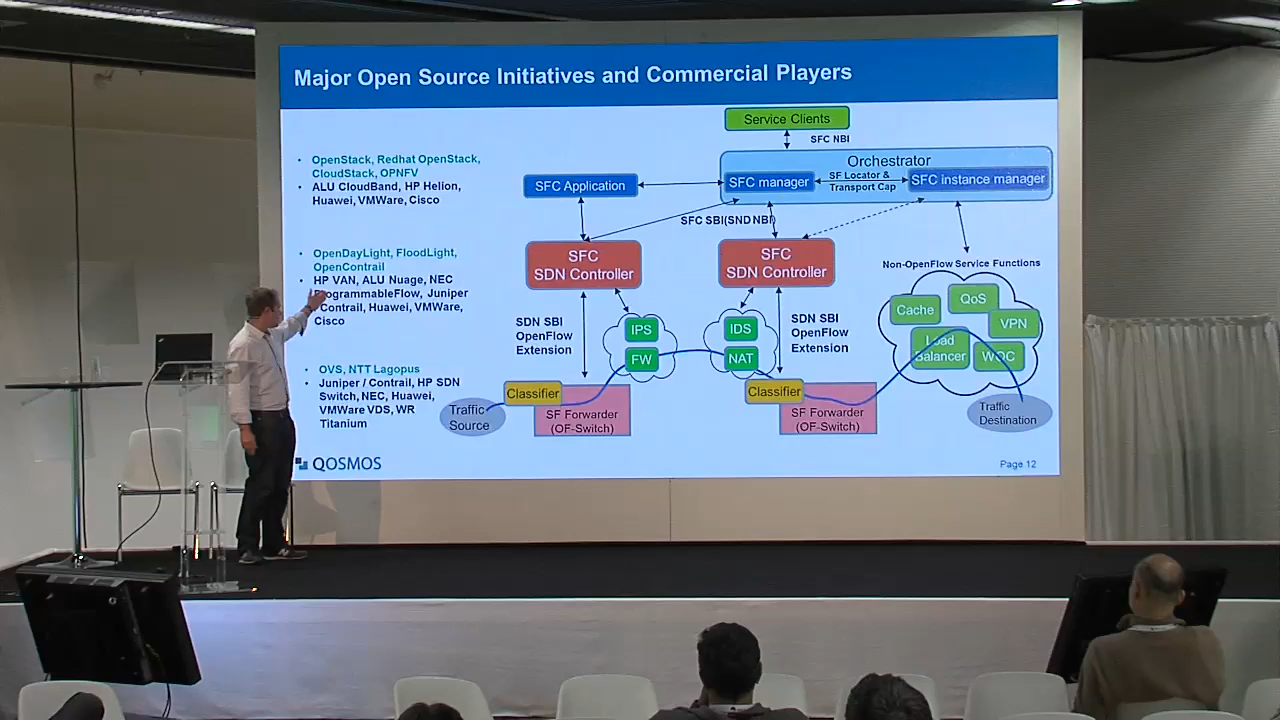 Major Open Source Initiatives and Commercial Players
• OpenStack, Redhat OpenStack,
CloudStack, OPNFV
• ALU CloudBand, HP Helion,
Huawei, VMWare, Cisco
• OpenDayLight, FloodLight,
OpenContrail
• HP VAN, ALU Nuage, NEC
ProgrammableFlow, Juniper
Contrail, Huawei, VMWare,
Cisco
• OVS, NTT Lagopus
• Juniper / Contrail, HP SDN
Switch, NEC, Huawei,
VMWare VDS, WR
Titanium
Service Clients
SFC NBI
Orchestrator
SFC Application
SFC manager
SF Locator &
Transport Cap
SFC instance manager
SFC SBI(SND NBI)
SFC
SDN Controller
SFC
SDN Controller
Non-OpenFlow Service Functions
SDN SBI
OpenFlow
Extension
IPS
FW
IDS
NAT
SDN SBI
OpenFlow
Extension
Cache
QoS
VPN
Load
Balancer
WOC
Traffic
Source
Classifier
SF Forwarder
(OF-Switch)
Classifier
SF Forwarder
(OF-Switch)
Traffic
Destination
QOSMOS
Page 12